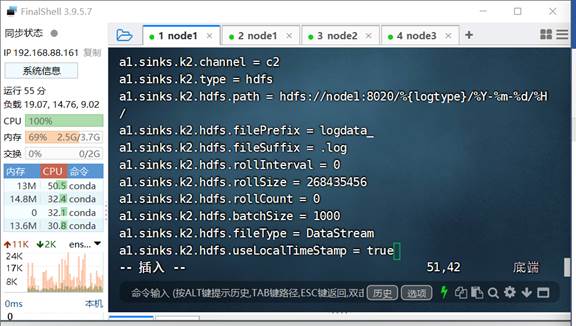 FinalShell 3.9.5.7
同步状态
IP 192.168.88.161 复制
系统信息
运行 55 分
负载 19.07, 14.76, 9.02
CPU 100%
内存 69% 2.5G/3.7G
交换 0% 0/2G
内存 CPU 命令
13M 50.5 conda
14.8M 32.4 conda
0 32.1 conda
13.6M 30.8 conda
11K 2K ens...
24K
17K
8K
0ms 本机
0
1 node1
2 node1
3 node2
4 node3
a1.sinks.k2.channel = c2
a1.sinks.k2.type = hdfs
a1.sinks.k2.hdfs.path = hdfs://node1:8020/%{logtype}/%Y-%m-%d/%H
/
a1.sinks.k2.hdfs.filePrefix = logdata_
a1.sinks.k2.hdfs.fileSuffix = .log
a1.sinks.k2.hdfs.rollInterval = 0
a1.sinks.k2.hdfs.rollSize = 268435456
a1.sinks.k2.hdfs.rollCount = 0
a1.sinks.k2.hdfs.batchSize = 1000
a1.sinks.k2.hdfs.fileType = DataStream
a1.sinks.k2.hdfs.useLocalTimeStamp = true
-- 插入 -- 51,42 底端
命令输入 (按ALT键提示历史,TAB键路径,ESC键返回,双击 历史 选项